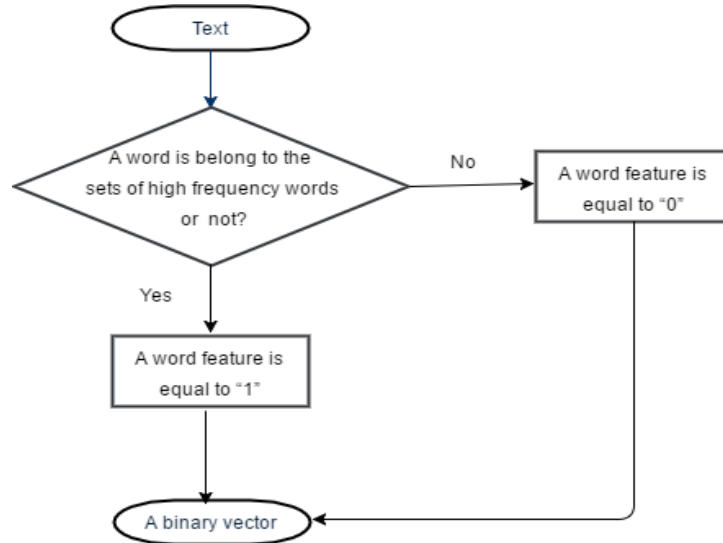 Text
A word is belong to the
sets of high frequency words
or not?
No
A word feature is
equal to “0”
Yes
A word feature is
equal to “1”
A binary vector